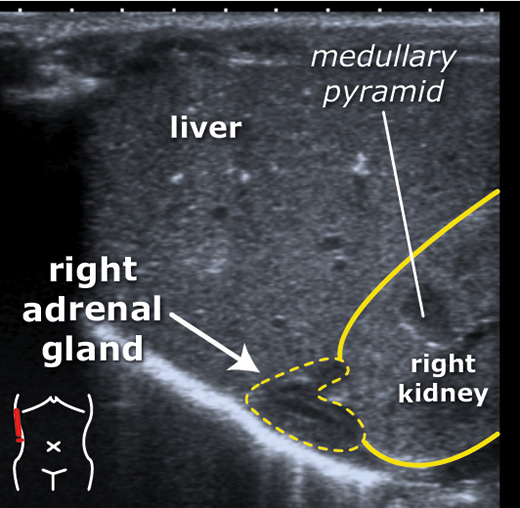 medullary
pyramid
liver
right
adrenal
gland
right
kidney